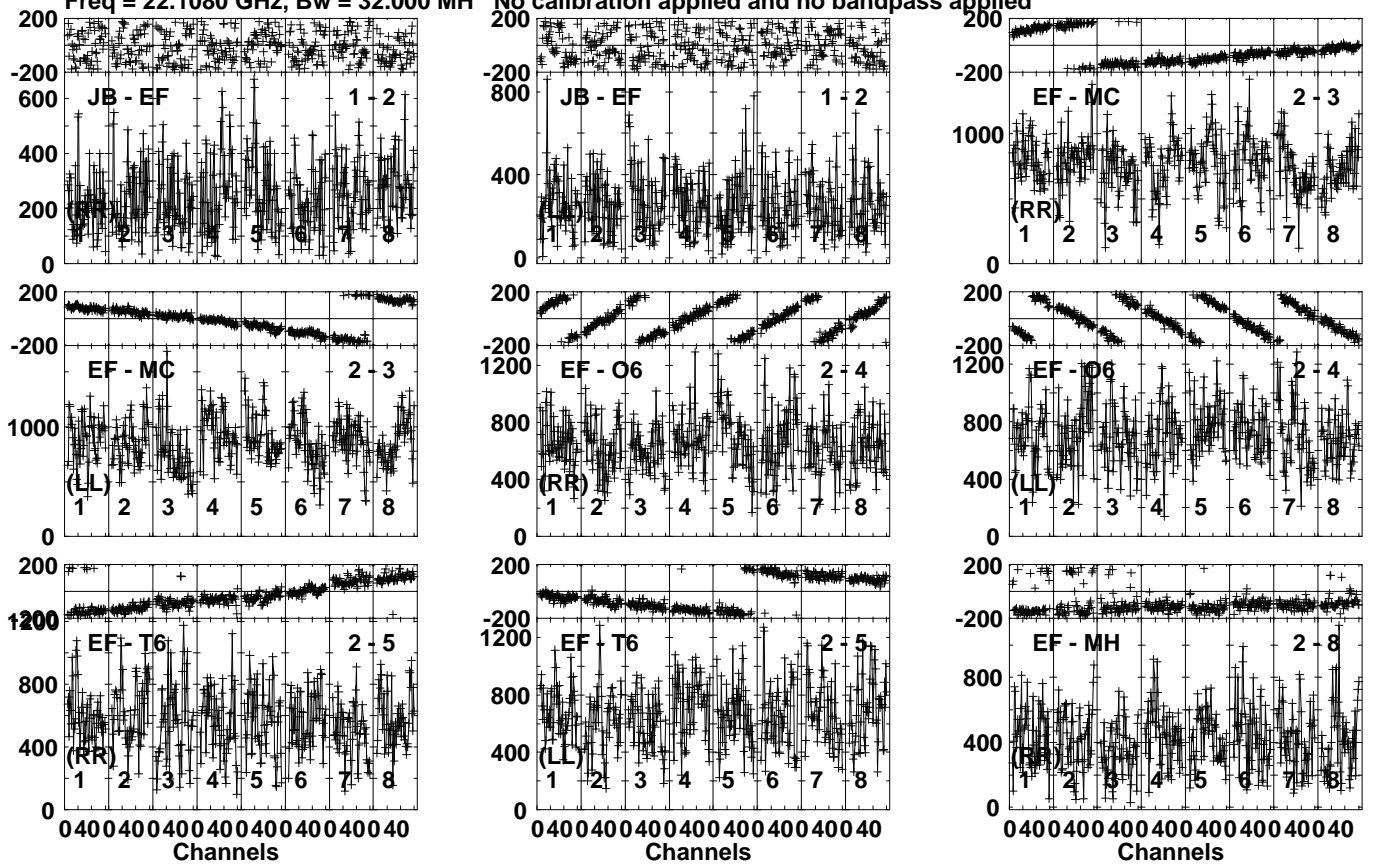 Freq = 22.1080 GHz, Bw = 32.000 MH No calibration applied and no bandpass applied
200 200 200
-200 -200 -200
JB - EF 1 - 2 JB - EF 1 - 2 EF - MC 2 - 3
600 800 1000
400 400
200
(RR) (LL) (RR)
1 2 3 4 5 6 7 8 1 2 3 4 5 6 7 8 1 2 3 4 5 6 7 8
0 0 0
200 200 200
-200 -200 -200
EF - MC 2 - 3 EF - O6 2 - 4 EF - O6 2 - 4
1000 1200 1200
800 800
400 400
(LL) (RR) (LL)
1 2 3 4 5 6 7 8 1 2 3 4 5 6 7 8 1 2 3 4 5 6 7 8
0 0 0
200 200 200
-200 -200 -200
1200 1200
EF - T6 2 - 5 EF - T6 2 - 5 EF - MH 2 - 8
800 800 800
400 400 400
(RR) (LL) (RR)
1 2 3 4 5 6 7 8 1 2 3 4 5 6 7 8 1 2 3 4 5 6 7 8
0 0 0
0 40 0 40 0 40 0 40 0 40 0 40 0 40 0 40 0 40 0 40 0 40 0 40 0 40 0 40 0 40 0 40 0 40 0 40 0 40 0 40 0 40 0 40 0 40 0 40
Channels Channels Channels